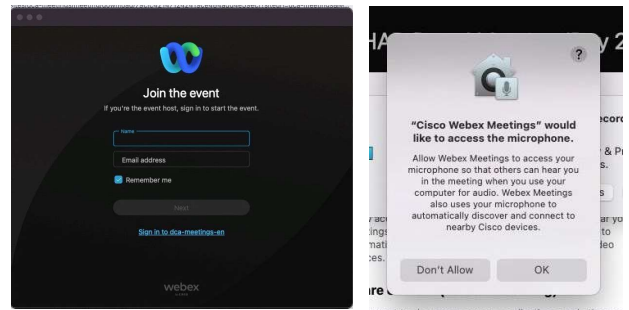 Join the event
If you're the event host, sign in to start the event.
Name
Email address
Remember me
Next
Sign in to dca-meetings-en
webex
?
"Cisco Webex Meetings" would
like to access the microphone.
Allow Webex Meetings to access your
microphone so that others can hear you
in the meeting when you use your
computer for audio. Webex Meetings
also uses your microphone to
automatically discover and connect to
nearby Cisco devices.
Don't Allow
OK